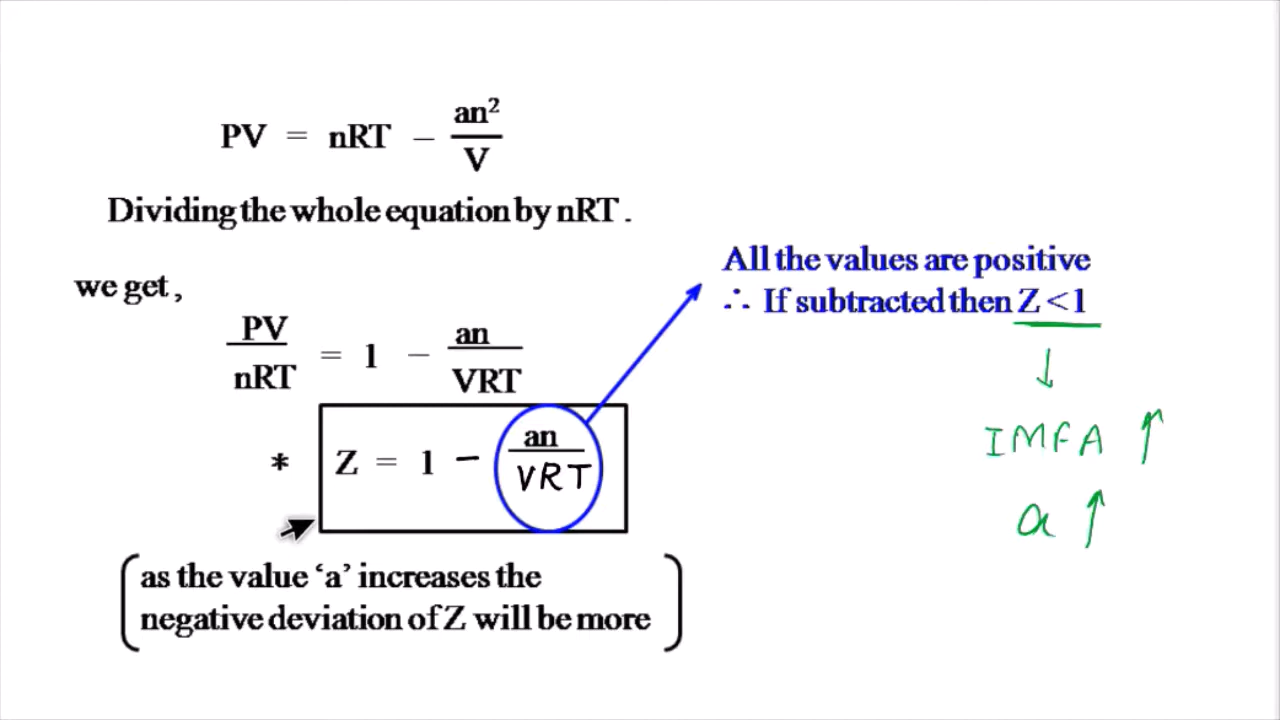 PV = nRT − an²/V
Dividing the whole equation by nRT.
we get,
PV/nRT = 1 − an/VRT
* Z = 1 − an/VRT
(as the value ‘a’ increases the
negative deviation of Z will be more)
All the values are positive
∴ If subtracted then Z<1
↓
IMFA ↑
a ↑